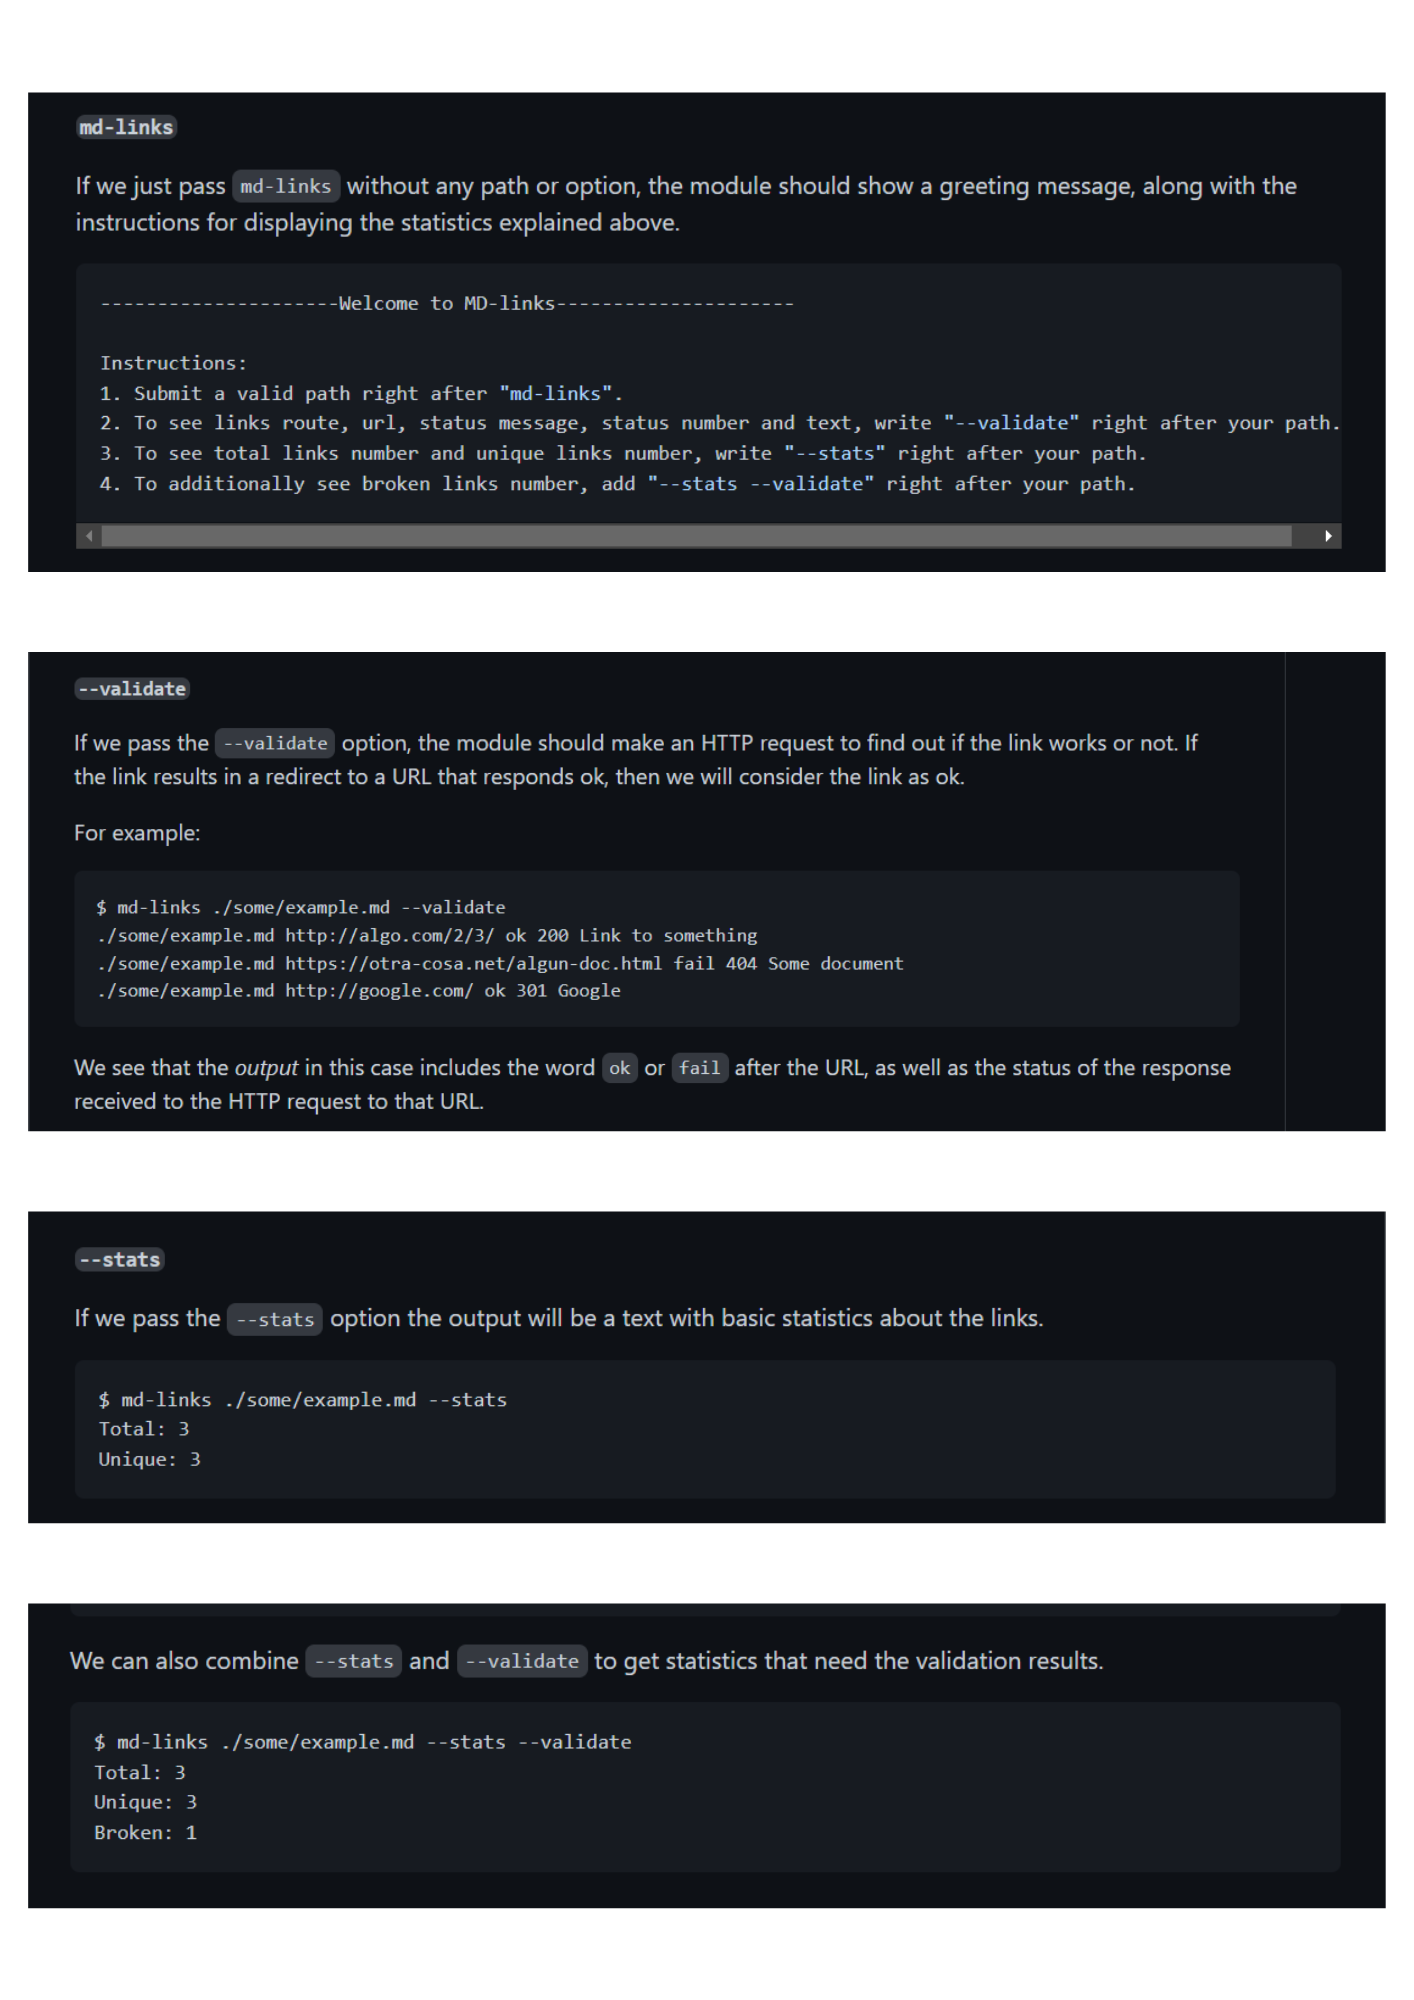 md-links
If we just pass md-links without any path or option, the module should show a greeting message, along with the
instructions for displaying the statistics explained above.
---------------------Welcome to MD-links---------------------
Instructions:
1. Submit a valid path right after "md-links".
2. To see links route, url, status message, status number and text, write "--validate" right after your path.
3. To see total links number and unique links number, write "--stats" right after your path.
4. To additionally see broken links number, add "--stats --validate" right after your path.
--validate
If we pass the --validate option, the module should make an HTTP request to find out if the link works or not. If
the link results in a redirect to a URL that responds ok, then we will consider the link as ok.
For example:
$ md-links ./some/example.md --validate
./some/example.md http://algo.com/2/3/ ok 200 Link to something
./some/example.md https://otra-cosa.net/algun-doc.html fail 404 Some document
./some/example.md http://google.com/ ok 301 Google
We see that the output in this case includes the word ok or fail after the URL, as well as the status of the response
received to the HTTP request to that URL.
--stats
If we pass the --stats option the output will be a text with basic statistics about the links.
$ md-links ./some/example.md --stats
Total: 3
Unique: 3
We can also combine --stats and --validate to get statistics that need the validation results.
$ md-links ./some/example.md --stats --validate
Total: 3
Unique: 3
Broken: 1